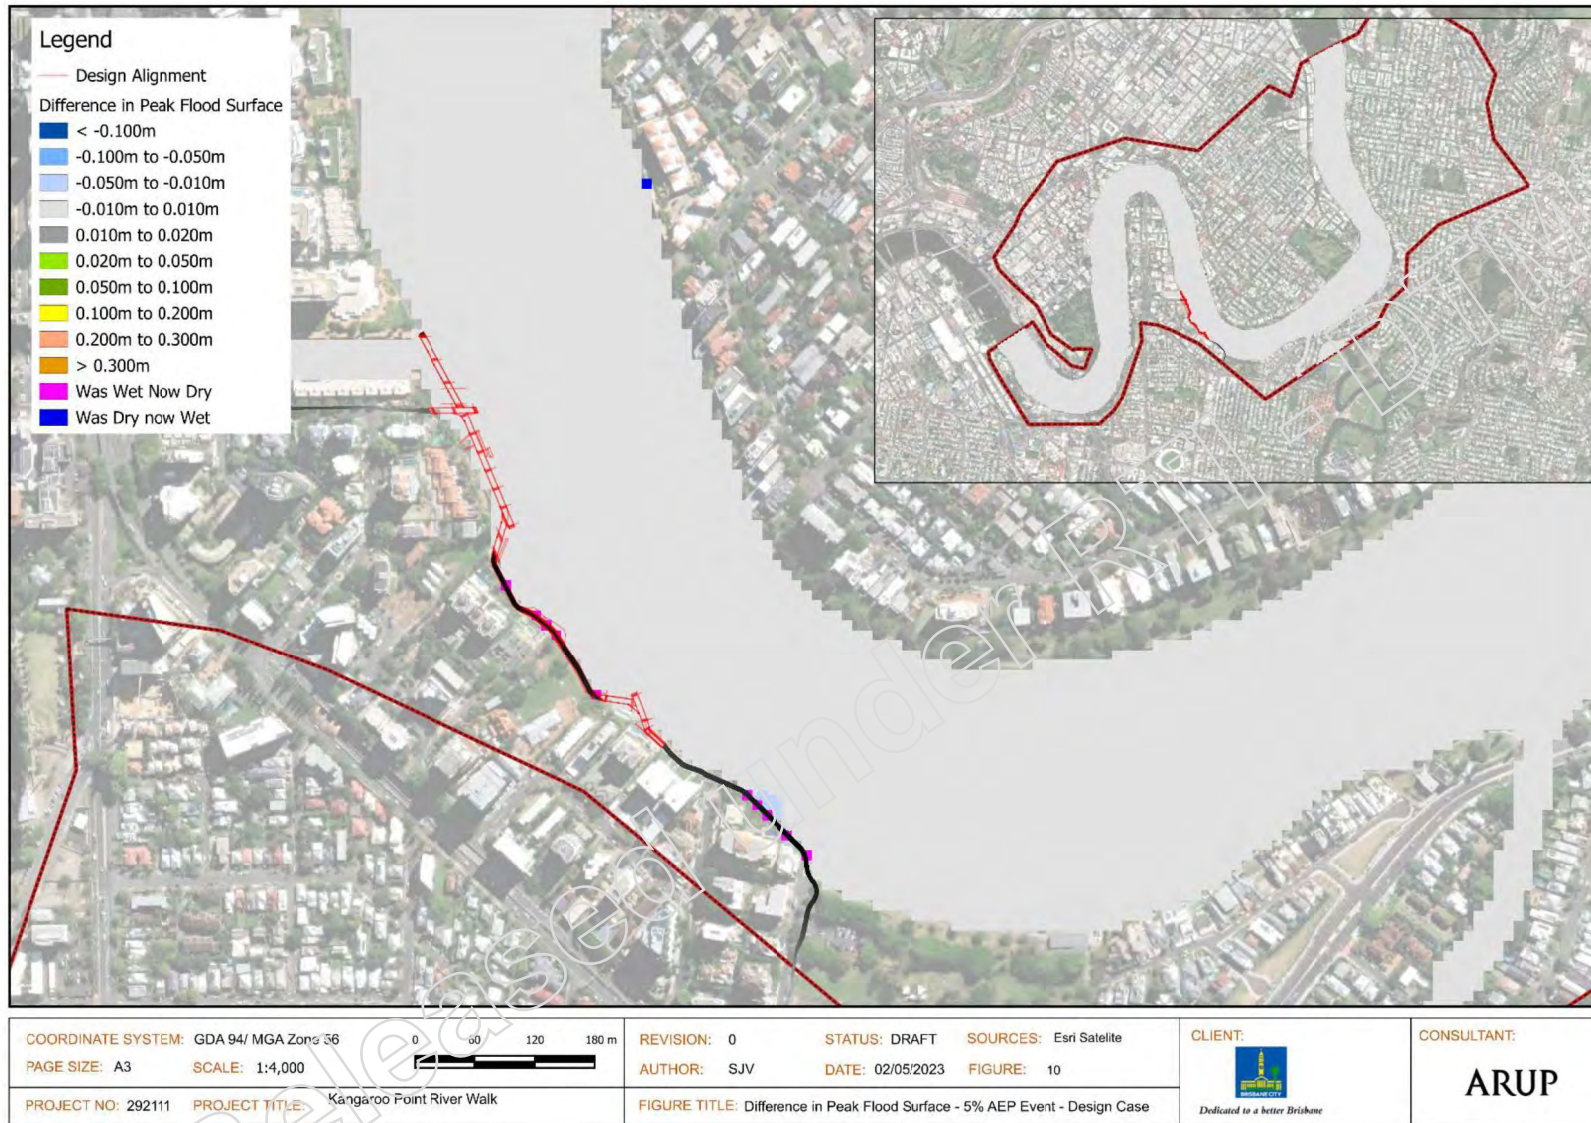 Legend
Design Alignment
Difference in Peak Flood Surface
< -0.100m
-0.100m to -0.050m
-0.050m to -0.010m
-0.010m to 0.010m
0.010m to 0.020m
0.020m to 0.050m
0.050m to 0.100m
0.100m to 0.200m
0.200m to 0.300m
> 0.300m
Was Wet Now Dry
Was Dry now Wet
Released under RTI - DTMR
COORDINATE SYSTEM: GDA 94/ MGA Zone 56
0 60 120 180 m
PAGE SIZE: A3 SCALE: 1:4,000
PROJECT NO: 292111 PROJECT TITLE: Kangaroo Point River Walk
REVISION: 0 STATUS: DRAFT SOURCES: Esri Satelite
AUTHOR: SJV DATE: 02/05/2023 FIGURE: 10
FIGURE TITLE: Difference in Peak Flood Surface - 5% AEP Event - Design Case
CLIENT:
BRISBANE CITY
Dedicated to a better Brisbane
CONSULTANT:
ARUP